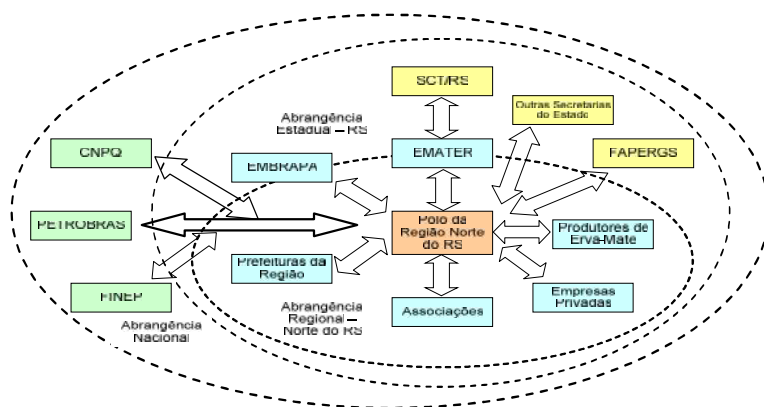 SCT/RS
Outras Secretarias
do Estado
Abrangência
Estadual – RS
CNPQ
EMBRAPA
EMATER
FAPERGS
PETROBRAS
Pólo da
Região Norte
do RS
Produtores de
Erva-Mate
Prefeituras da
Região
FINEP
Abrangência
Regional –
Norte do RS
Associações
Empresas
Privadas
Abrangência
Nacional